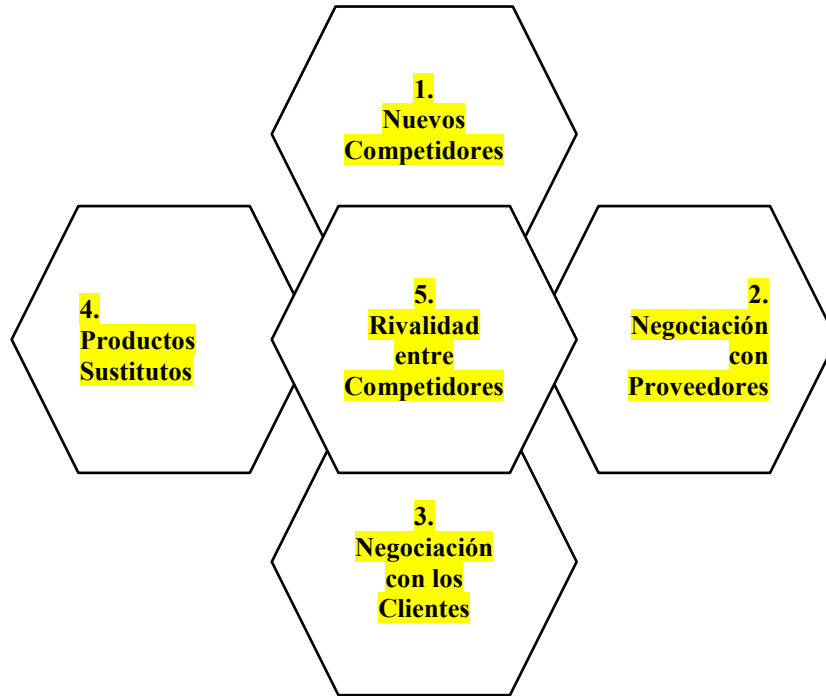 1.
Nuevos
Competidores
4.
Productos
Sustitutos
5.
Rivalidad
entre
Competidores
2.
Negociación
con
Proveedores
3.
Negociación
con los
Clientes